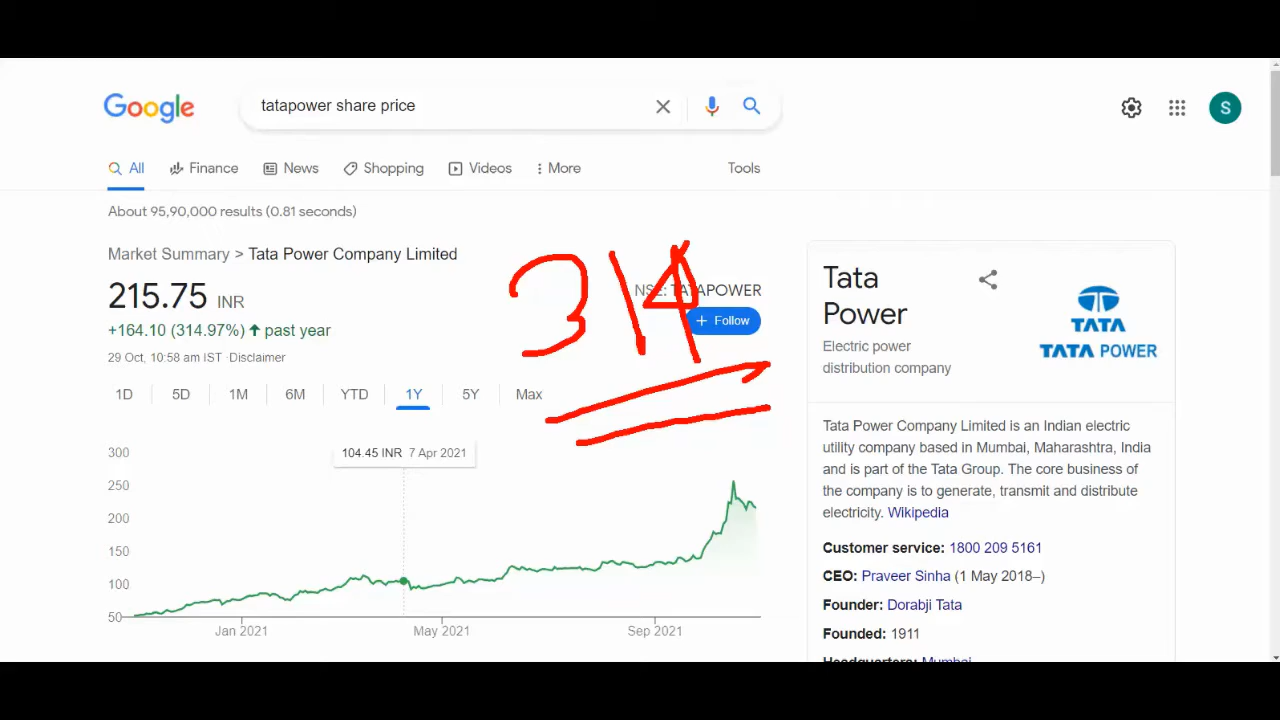 Google
tatapower share price
S
All Finance News Shopping Videos More Tools
About 95,90,000 results (0.81 seconds)
Market Summary > Tata Power Company Limited
215.75 INR
+164.10 (314.97%) past year
29 Oct, 10:58 am IST · Disclaimer
314
NSE: TATAPOWER
+ Follow
1D 5D 1M 6M YTD 1Y 5Y Max
104.45 INR 7 Apr 2021
300
250
200
150
100
50
Jan 2021 May 2021 Sep 2021
Tata
Power
Electric power
distribution company
TATA
TATA POWER
Tata Power Company Limited is an Indian electric
utility company based in Mumbai, Maharashtra, India
and is part of the Tata Group. The core business of
the company is to generate, transmit and distribute
electricity. Wikipedia
Customer service: 1800 209 5161
CEO: Praveer Sinha (1 May 2018–)
Founder: Dorabji Tata
Founded: 1911
Headquarters: Mumbai